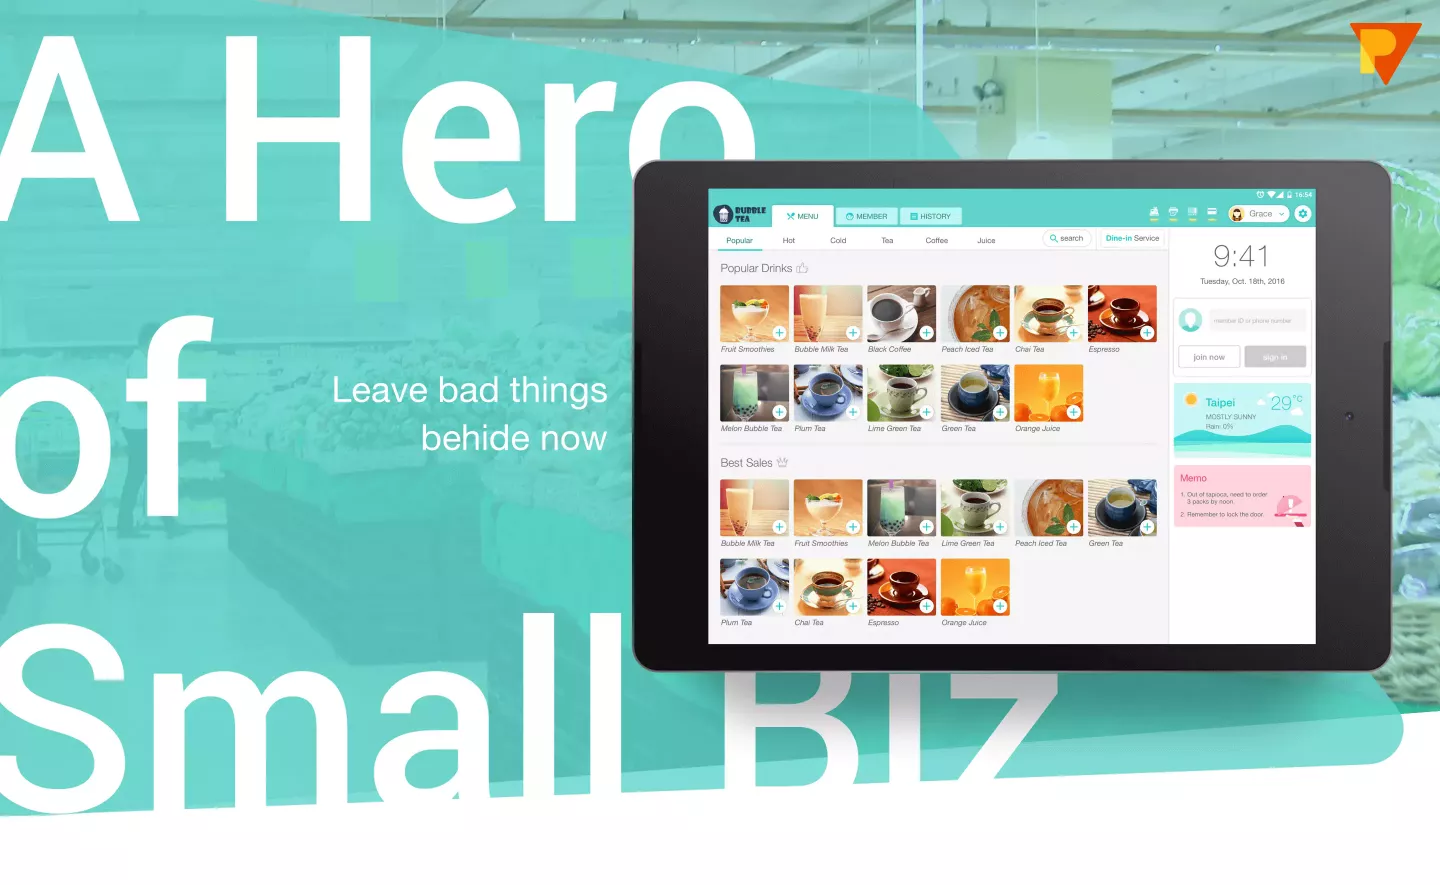 A Hero
of
Small Biz
Leave bad things
behide now
P
16:54
BUBBLE
TEA
MENU
MEMBER
HISTORY
Grace
Popular
Hot
Cold
Tea
Coffee
Juice
search
Dine-in Service
Popular Drinks
Fruit Smoothies
Bubble Milk Tea
Black Coffee
Peach Iced Tea
Chai Tea
Espresso
Melon Bubble Tea
Plum Tea
Lime Green Tea
Green Tea
Orange Juice
Best Sales
Bubble Milk Tea
Fruit Smoothies
Melon Bubble Tea
Lime Green Tea
Peach Iced Tea
Green Tea
Plum Tea
Chai Tea
Espresso
Orange Juice
9:41
Tuesday, Oct. 18th, 2016
member ID or phone number
join now
sign in
Taipei
29°C
MOSTLY SUNNY
Rain: 0%
Memo
1. Out of tapioca, need to order
3 packs by noon.
2. Remember to lock the door.